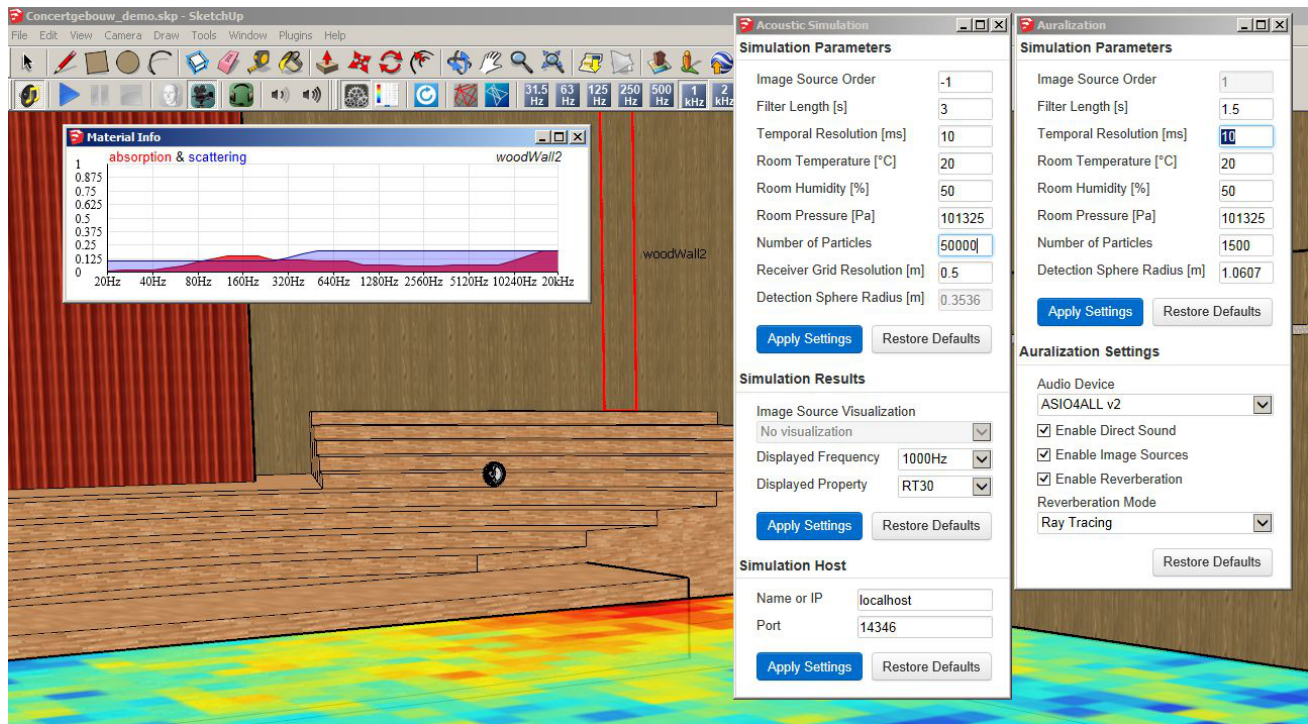 Concertgebouw_demo.skp - SketchUp
File Edit View Camera Draw Tools Window Plugins Help
31.5 Hz 63 Hz 125 Hz 250 Hz 500 Hz 1 kHz 2 kHz
Material Info
absorption & scattering woodWall2
1
0.875
0.75
0.625
0.5
0.375
0.25
0.125
0
20Hz 40Hz 80Hz 160Hz 320Hz 640Hz 1280Hz 2560Hz 5120Hz 10240Hz 20kHz
woodWall2
Acoustic Simulation
Simulation Parameters
Image Source Order -1
Filter Length [s] 3
Temporal Resolution [ms] 10
Room Temperature [°C] 20
Room Humidity [%] 50
Room Pressure [Pa] 101325
Number of Particles 50000
Receiver Grid Resolution [m] 0.5
Detection Sphere Radius [m] 0.3536
Apply Settings Restore Defaults
Simulation Results
Image Source Visualization
No visualization
Displayed Frequency 1000Hz
Displayed Property RT30
Apply Settings Restore Defaults
Simulation Host
Name or IP localhost
Port 14346
Apply Settings Restore Defaults
Auralization
Simulation Parameters
Image Source Order 1
Filter Length [s] 1.5
Temporal Resolution [ms] 10
Room Temperature [°C] 20
Room Humidity [%] 50
Room Pressure [Pa] 101325
Number of Particles 1500
Detection Sphere Radius [m] 1.0607
Apply Settings Restore Defaults
Auralization Settings
Audio Device
ASIO4ALL v2
Enable Direct Sound
Enable Image Sources
Enable Reverberation
Reverberation Mode
Ray Tracing
Restore Defaults